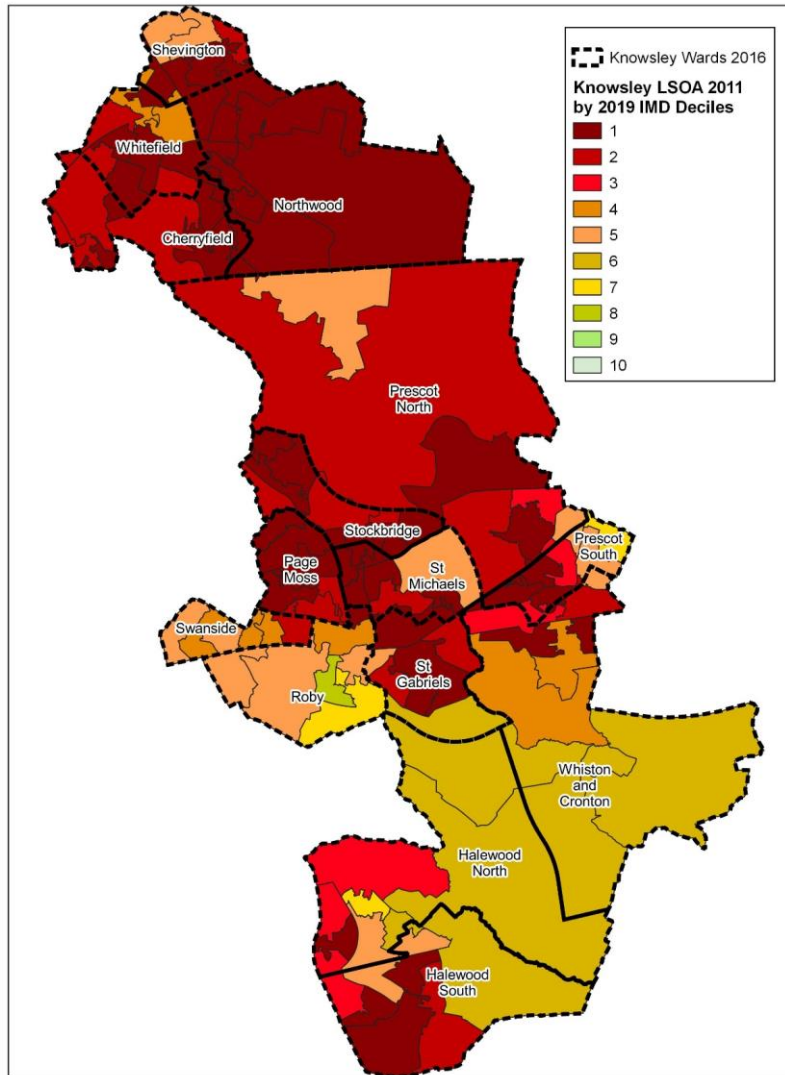 Shevington
Knowsley Wards 2016
Knowsley LSOA 2011
by 2019 IMD Deciles
1
2
3
4
5
6
7
8
9
10
Whitefield
Northwood
Cherryfield
Prescot
North
Stockbridge
Prescot
South
Page
Moss
St
Michaels
Swanside
St
Gabriels
Roby
Whiston
and
Cronton
Halewood
North
Halewood
South